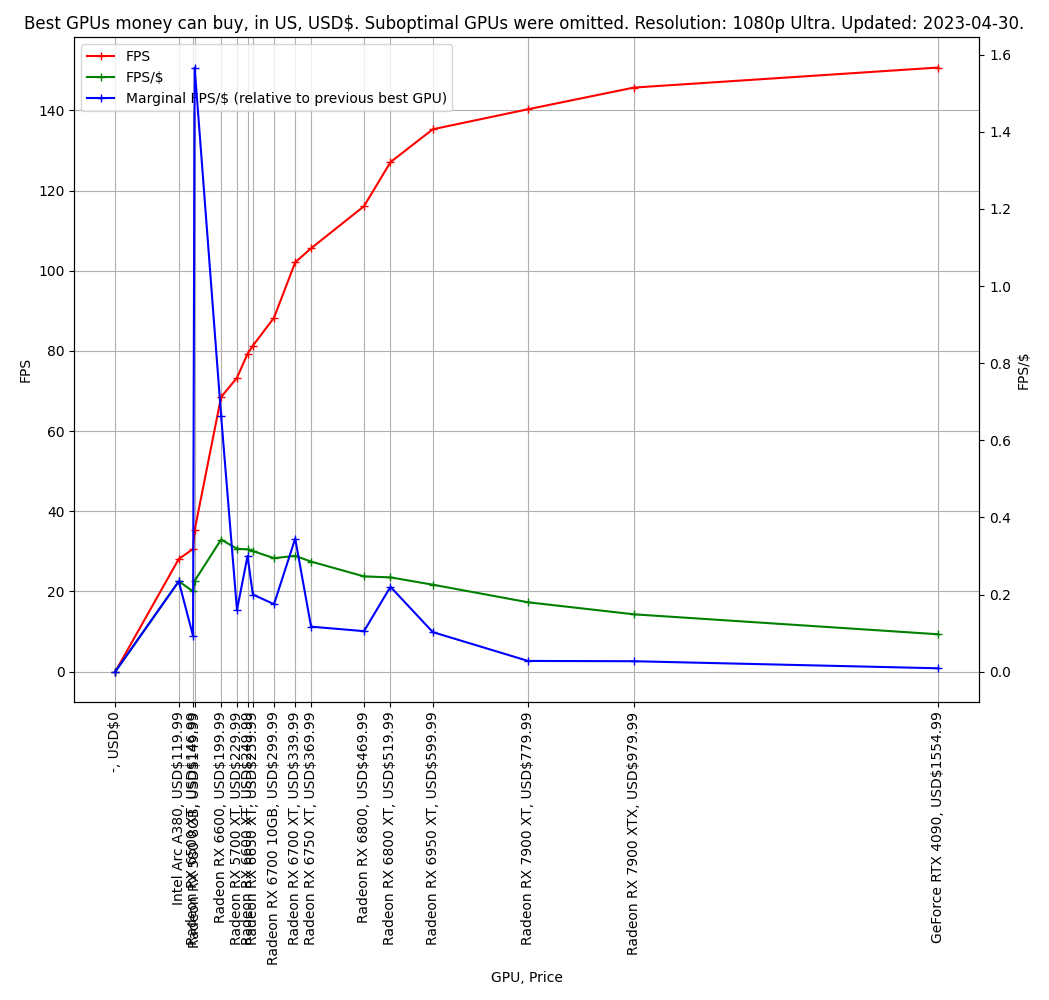 Best GPUs money can buy, in US, USD$. Suboptimal GPUs were omitted. Resolution: 1080p Ultra. Updated: 2023-04-30.
FPS
FPS/$
Marginal FPS/$ (relative to previous best GPU)
FPS
140
120
100
80
60
40
20
0
1.6
1.4
1.2
1.0
0.8
0.6
0.4
0.2
0.0
FPS/$
-, USD$0
Intel Arc A380, USD$119.99
Radeon RX 6600, USD$199.99
Radeon RX 5700 XT, USD$229.99
Radeon RX 6700 10GB, USD$299.99
Radeon RX 6700 XT, USD$339.99
Radeon RX 6750 XT, USD$369.99
Radeon RX 6800, USD$469.99
Radeon RX 6800 XT, USD$519.99
Radeon RX 6950 XT, USD$599.99
Radeon RX 7900 XT, USD$779.99
Radeon RX 7900 XTX, USD$979.99
GeForce RTX 4090, USD$1554.99
GPU, Price